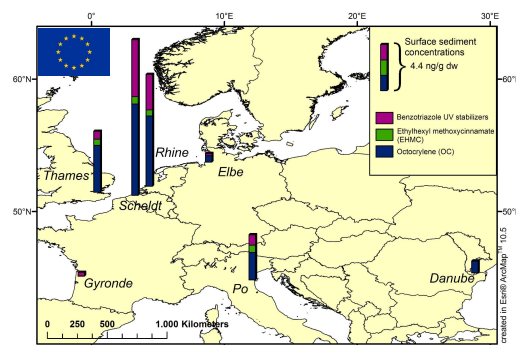 0°
10°E
20°E
30°E
60°N
60°N
50°N
50°N
Surface sediment
concentrations
4.4 ng/g dw
Benzotriazole UV stabilizers
Ethylhexyl methoxycinnamate
(EHMC)
Octocrylene (OC)
Thames
Rhine
Scheldt
Elbe
Gyronde
Po
Danube
0 250 500 1.000 Kilometers
created in Esri® ArcMap™ 10.5